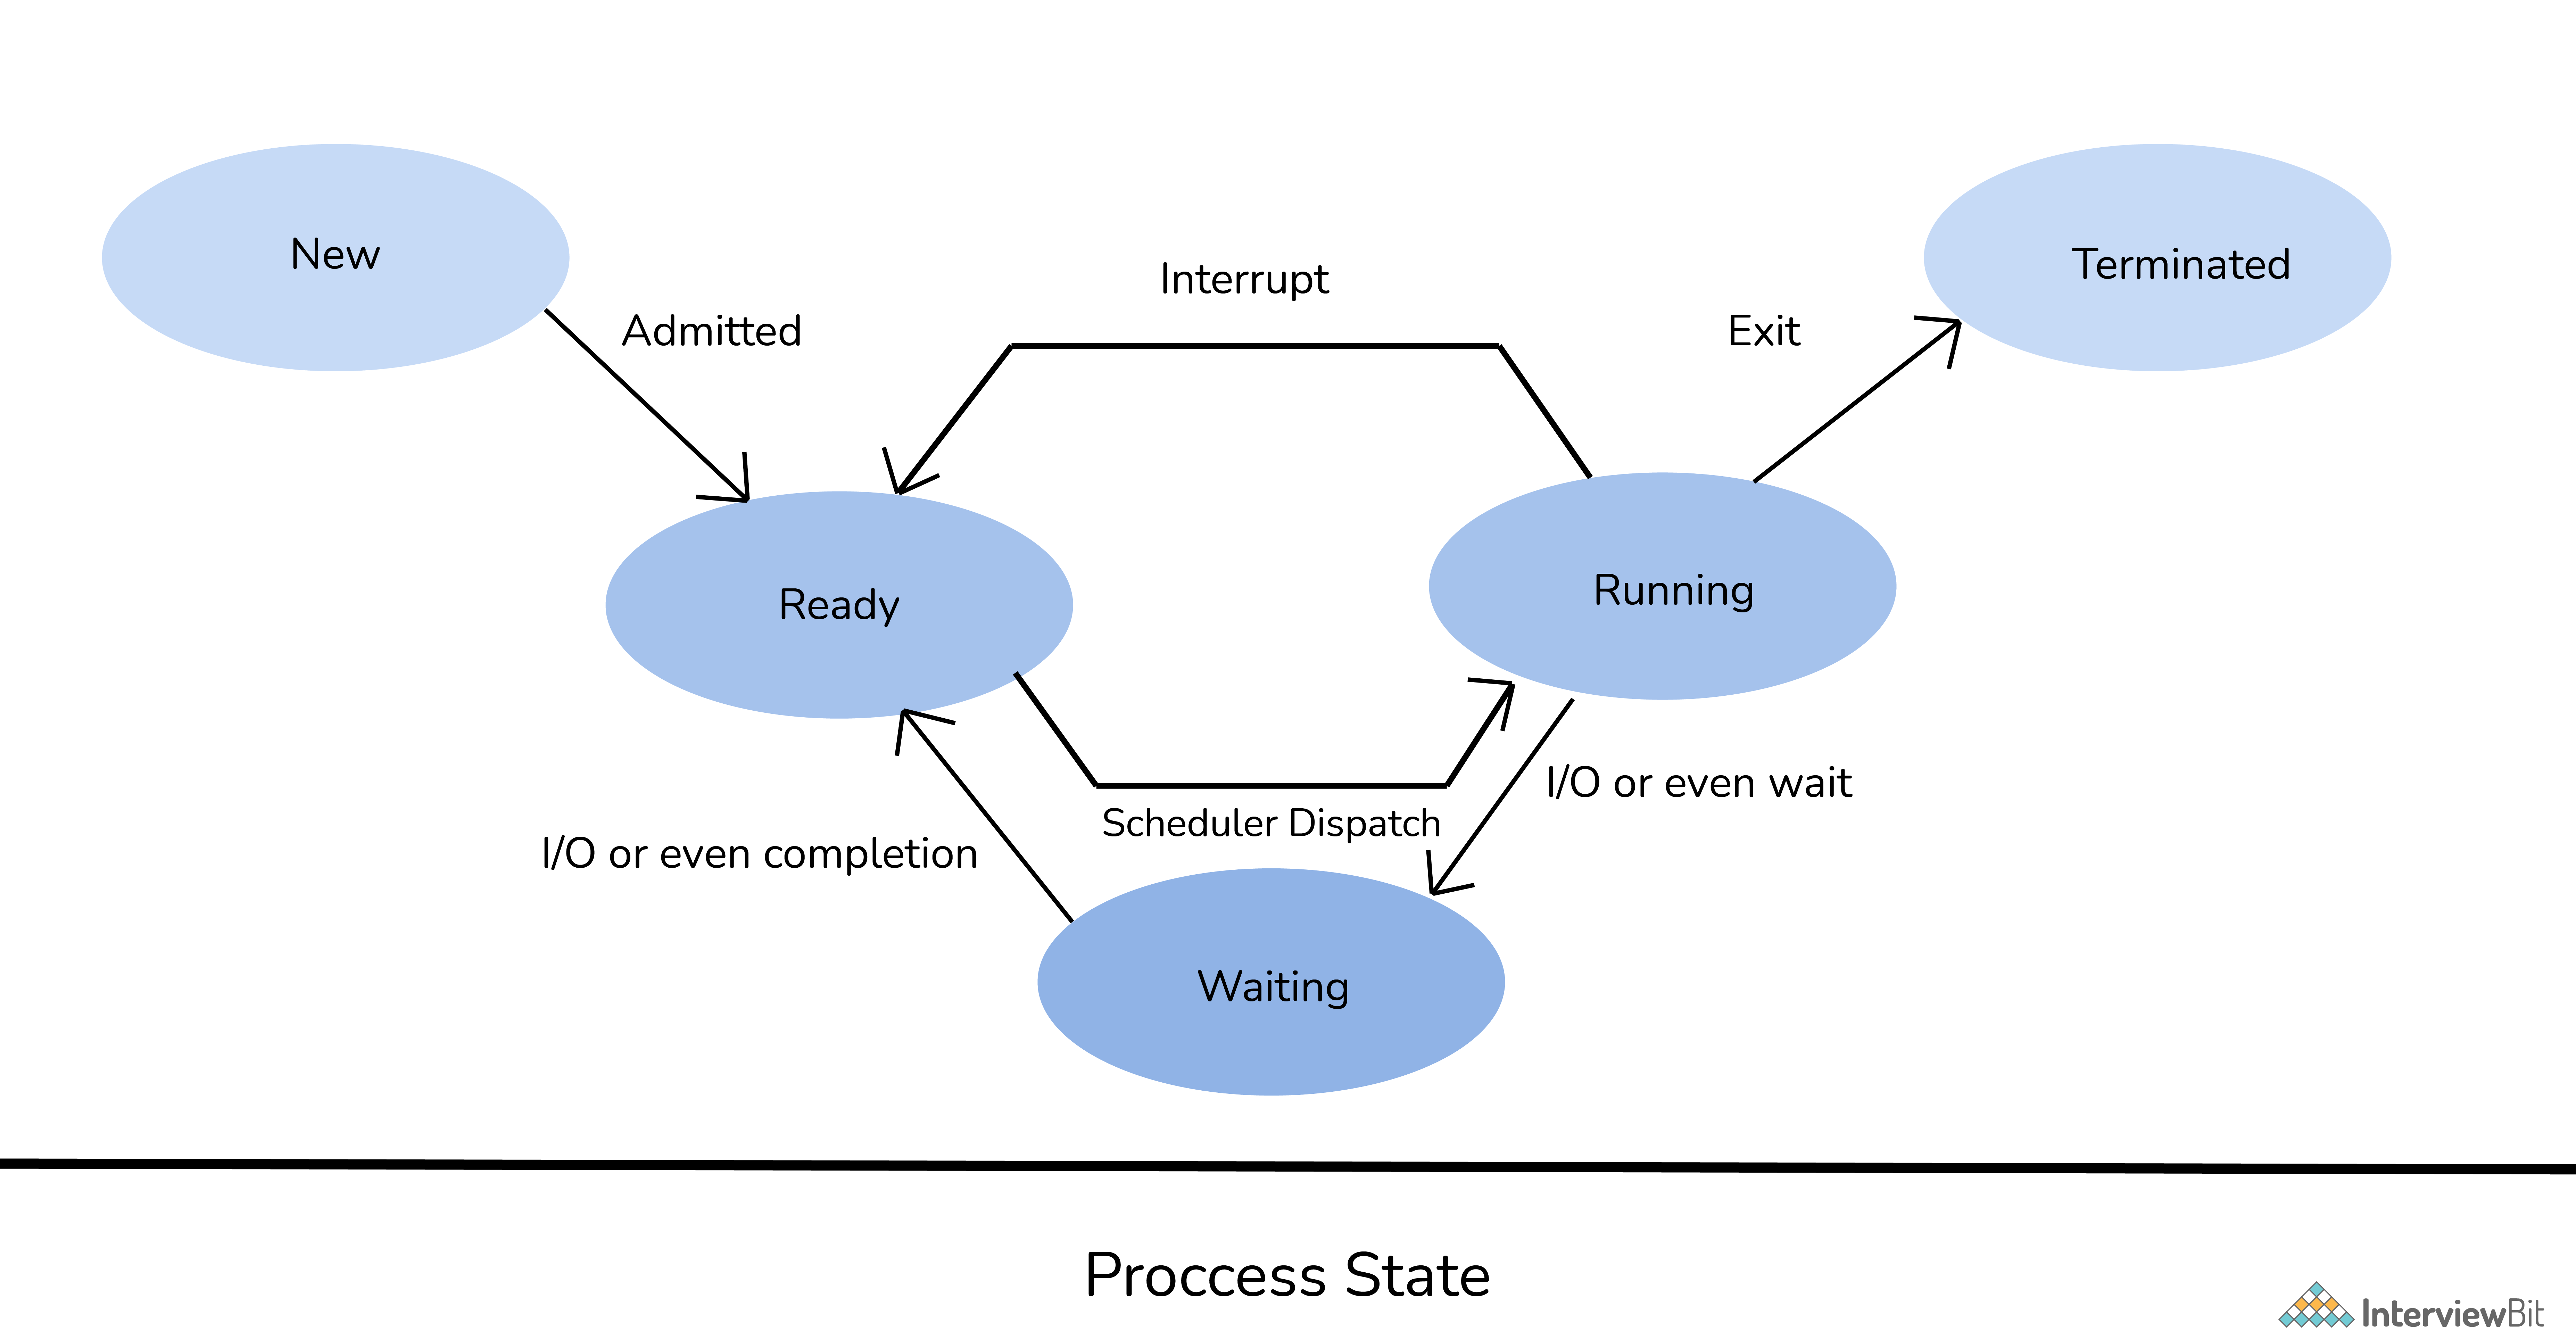 New
Admitted
Interrupt
Exit
Terminated
Ready
Running
I/O or even completion
Scheduler Dispatch
I/O or even wait
Waiting
Proccess State
InterviewBit